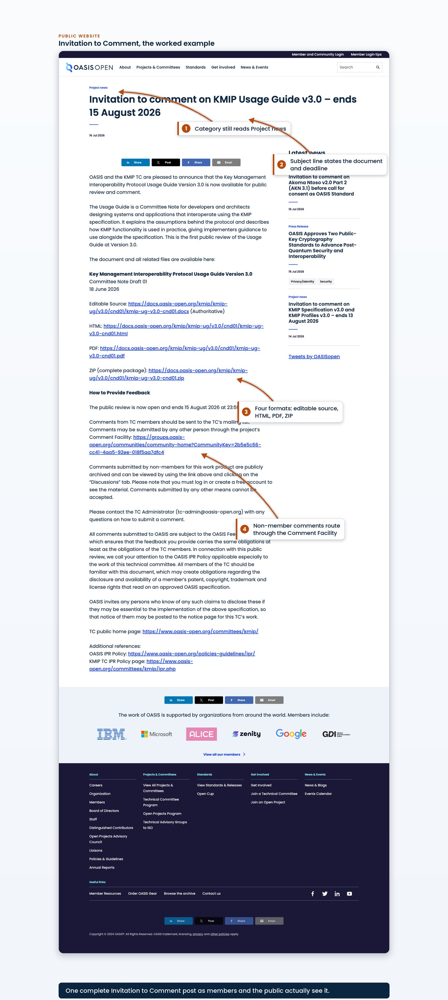 PUBLIC WEBSITE
Invitation to Comment, the worked example
Member and Community Login
Member Login tips
OASIS OPEN
About
Projects & Committees
Standards
Get involved
News & Events
Search
Project news
Invitation to comment on KMIP Usage Guide v3.0 – ends
15 August 2026
1 Category still reads Project news
16 Jul 2026
Latest news
2 Subject line states the document
and deadline
in Share
Post
f Share
Email
OASIS and the KMIP TC are pleased to announce that the Key Management
Interoperability Protocol Usage Guide Version 3.0 is now available for public
review and comment.
The Usage Guide is a Committee Note for developers and architects
designing systems and applications that interoperate using the KMIP
specification. It explains the assumptions behind the protocol and describes
how KMIP functionality is used in practice, giving implementers guidance to
use alongside the specification. This is the first public review of the Usage
Guide at Version 3.0.
The document and all related files are available here:
Key Management Interoperability Protocol Usage Guide Version 3.0
Committee Note Draft 01
18 June 2026
Editable Source: https://docs.oasis-open.org/kmip/kmip-
ug/v3.0/cnd01/kmip-ug-v3.0-cnd01.docx (Authoritative)
HTML: https://docs.oasis-open.org/kmip/kmip-ug/v3.0/cnd01/kmip-ug-
v3.0-cnd01.html
PDF: https://docs.oasis-open.org/kmip/kmip-ug/v3.0/cnd01/kmip-ug-
v3.0-cnd01.pdf
ZIP (complete package): https://docs.oasis-open.org/kmip/kmip-
ug/v3.0/cnd01/kmip-ug-v3.0-cnd01.zip
Invitation to comment on
Akoma Ntoso v2.0 Part 2
(AKN 3.1) before call for
consent as OASIS Standard
16 Jul 2026
Press Release
OASIS Approves Two Public-
Key Cryptography
Standards to Advance Post-
Quantum Security and
Interoperability
15 Jul 2026
Privacy/Identity
Security
Project news
Invitation to comment on
KMIP Specification v3.0 and
KMIP Profiles v3.0 – ends 13
August 2026
14 Jul 2026
Tweets by OASISopen
How to Provide Feedback
The public review is now open and ends 15 August 2026 at 23:59
3 Four formats: editable source,
HTML, PDF, ZIP
Comments from TC members should be sent to the TC's mailing list.
Comments may be submitted by any other person through the project's
Comment Facility: https://groups.oasis-
open.org/communities/community-home?CommunityKey=2b5e5c66-
cc41-4aa5-92ee-018f5aa7dfc4
Comments submitted by non-members for this work product are publicly
archived and can be viewed by using the link above and clicking on the
"Discussions" tab. Please note that you must log in or create a free account to
see the material. Comments submitted by any other means cannot be
accepted.
Please contact the TC Administrator (tc-admin@oasis-open.org) with any
questions on how to submit a comment.
4 Non-member comments route
through the Comment Facility
All comments submitted to OASIS are subject to the OASIS
which ensures that the feedback you provide carries the same obligations at
least as the obligations of the TC members. In connection with this public
review, we call your attention to the OASIS IPR Policy applicable especially to
the work of this technical committee. All members of the TC should be
familiar with this document, which may create obligations regarding the
disclosure and availability of a member's patent, copyright, trademark and
license rights that read on an approved OASIS specification.
OASIS invites any persons who know of any such claims to disclose these if
they may be essential to the implementation of the above specification, so
that notice of them may be posted to the notice page for this TC's work.
TC public home page: https://www.oasis-open.org/committees/kmip/
Additional references:
OASIS IPR Policy: https://www.oasis-open.org/policies-guidelines/ipr/
KMIP TC IPR Policy page: https://www.oasis-
open.org/committees/kmip/ipr.php
in Share
Post
f Share
Email
The work of OASIS is supported by organizations from around the world. Members include:
IBM
Microsoft
ALICE
zenity
Google
GDI Global Disinformation Index
View all our members
About
Careers
Organization
Members
Board of Directors
Staff
Distinguished Contributors
Open Projects Advisory
Council
Liaisons
Policies & Guidelines
Annual Reports
Projects & Committees
View All Projects &
Committees
Technical Committee
Program
Open Projects Program
Technical Advisory Groups
to ISO
Standards
View Standards & Releases
Open Cup
Get involved
Get Involved
Join a Technical Committee
Join an Open Project
News & Events
News & Blogs
Events Calendar
Useful links
Member Resources
Order OASIS Gear
Browse the archive
Contact us
in Share
Post
f Share
Email
Copyright © 2024 OASIS®. All Rights Reserved. OASIS trademark, licensing, privacy and other policies apply.
One complete Invitation to Comment post as members and the public actually see it.